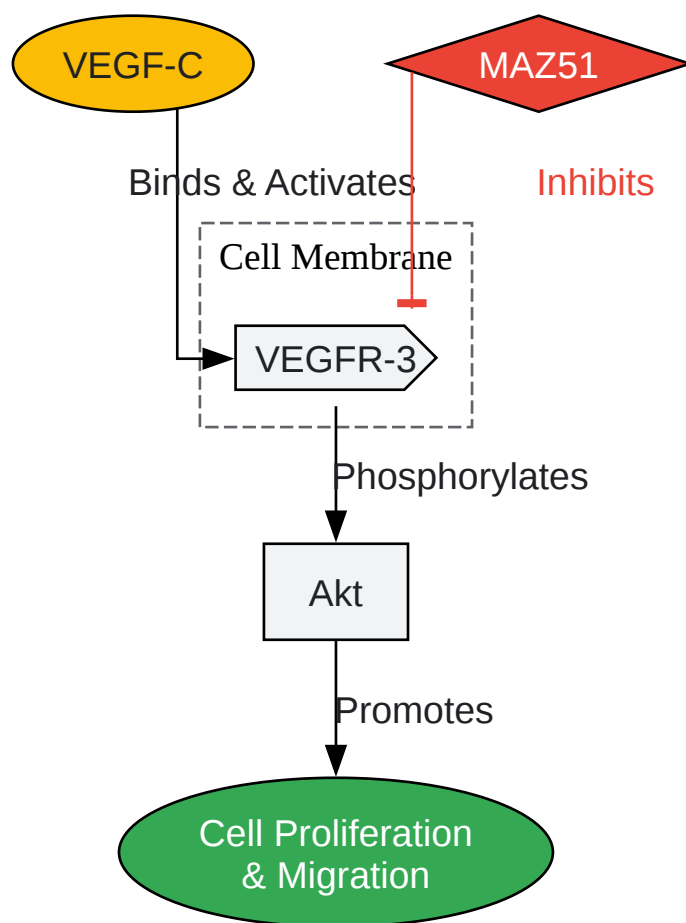 VEGF-C
MAZ51
Binds & Activates
Inhibits
Cell Membrane
VEGFR-3
Phosphorylates
Akt
Promotes
Cell Proliferation
& Migration